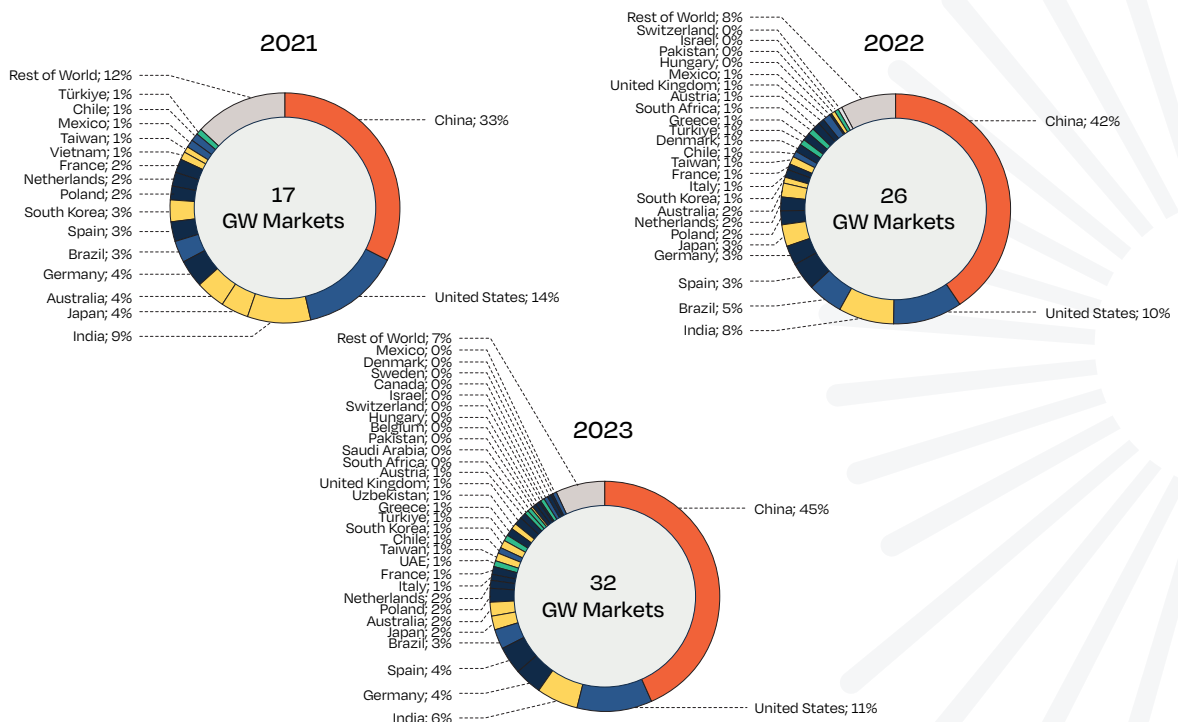 2021
Rest of World; 12%
Türkiye; 1%
Chile; 1%
Mexico; 1%
Taiwan; 1%
Vietnam; 1%
France; 2%
Netherlands; 2%
Poland; 2%
South Korea; 3%
Spain; 3%
Brazil; 3%
Germany; 4%
Australia; 4%
Japan; 4%
India; 9%
China; 33%
United States; 14%
17
GW Markets
2022
Rest of World; 8%
Switzerland; 0%
Israel; 0%
Pakistan; 0%
Hungary; 0%
Mexico; 1%
United Kingdom; 1%
Austria; 1%
South Africa; 1%
Greece; 1%
Türkiye; 1%
Denmark; 1%
Chile; 1%
Taiwan; 1%
France; 1%
Italy; 1%
South Korea; 1%
Australia; 2%
Netherlands; 2%
Poland; 2%
Japan; 3%
Germany; 3%
Spain; 3%
Brazil; 5%
India; 8%
China; 42%
United States; 10%
26
GW Markets
2023
Rest of World; 7%
Mexico; 0%
Denmark; 0%
Sweden; 0%
Canada; 0%
Israel; 0%
Switzerland; 0%
Hungary; 0%
Belgium; 0%
Pakistan; 0%
Saudi Arabia; 0%
South Africa; 0%
Austria; 1%
United Kingdom; 1%
Uzbekistan; 1%
Greece; 1%
Türkiye; 1%
South Korea; 1%
Chile; 1%
Taiwan; 1%
UAE; 1%
France; 1%
Italy; 1%
Netherlands; 2%
Poland; 2%
Australia; 2%
Japan; 2%
Brazil; 3%
Spain; 4%
Germany; 4%
India; 6%
China; 45%
United States; 11%
32
GW Markets